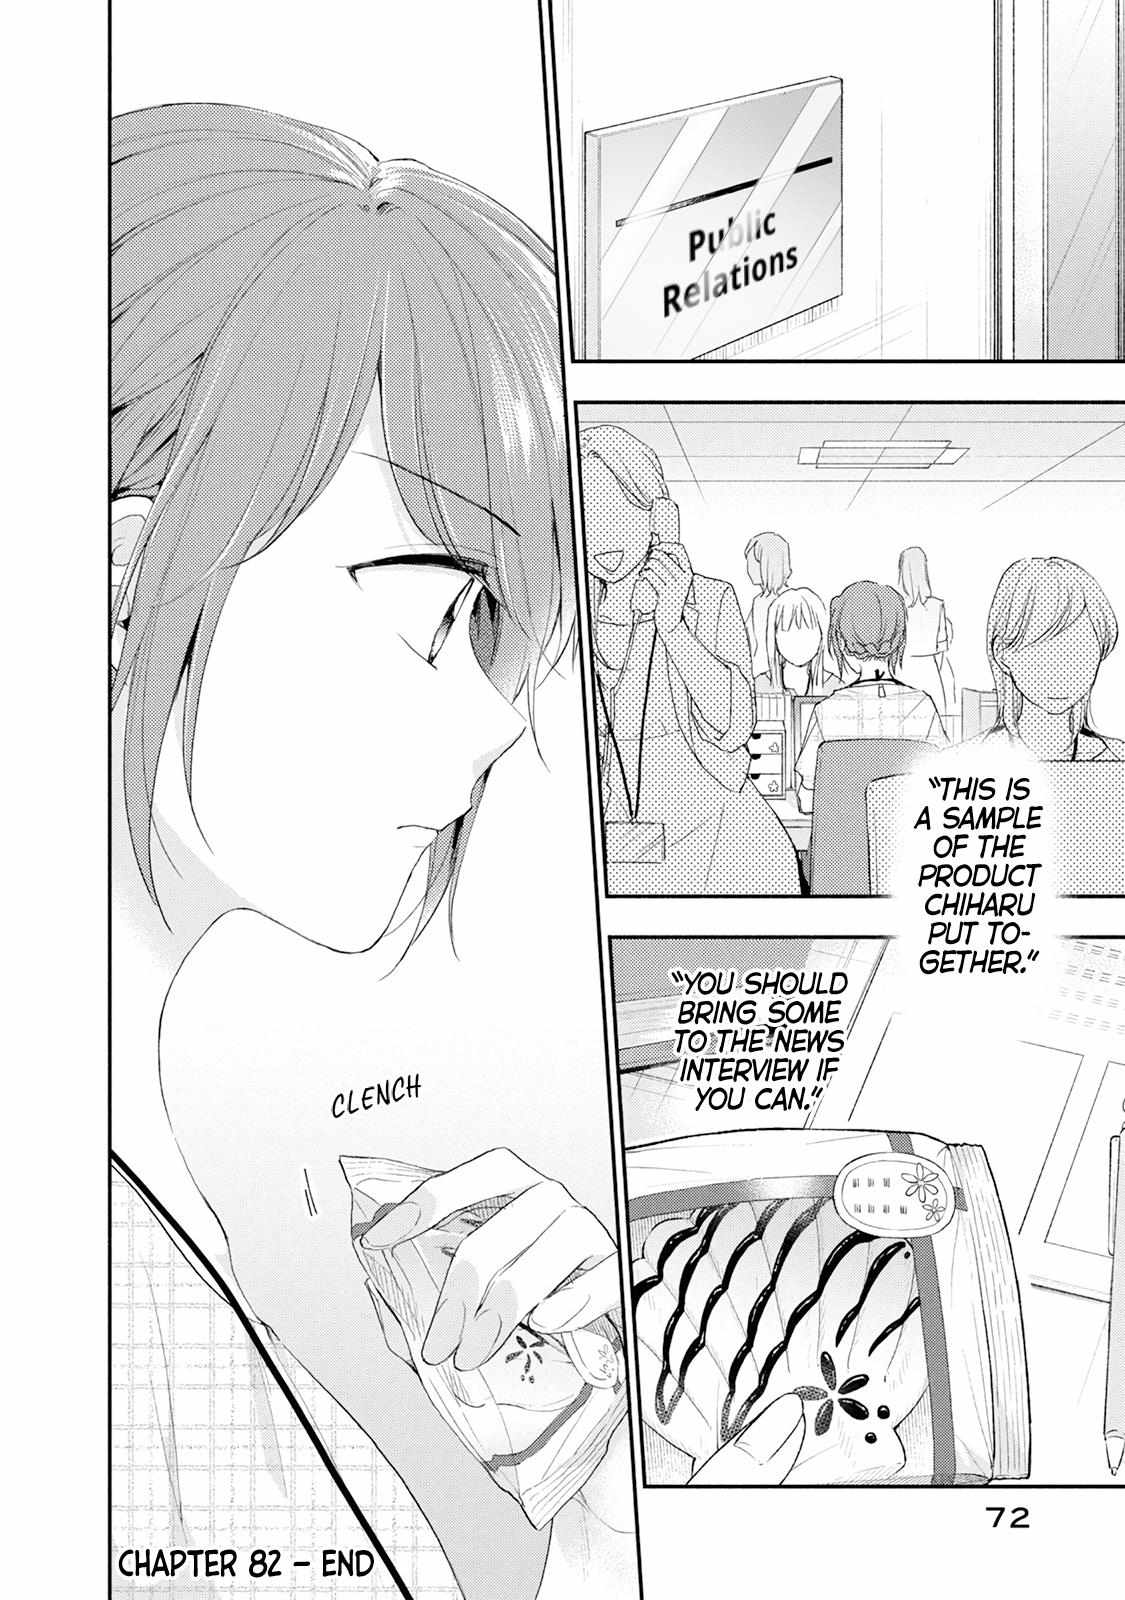 Public
Relations
"THIS IS
A SAMPLE
OF THE
PRODUCT
CHIHARU
PUT TO-
GETHER."
"YOU SHOULD
BRING SOME
TO THE NEWS
INTERVIEW IF
YOU CAN."
CLENCH
72
CHAPTER 82 – END